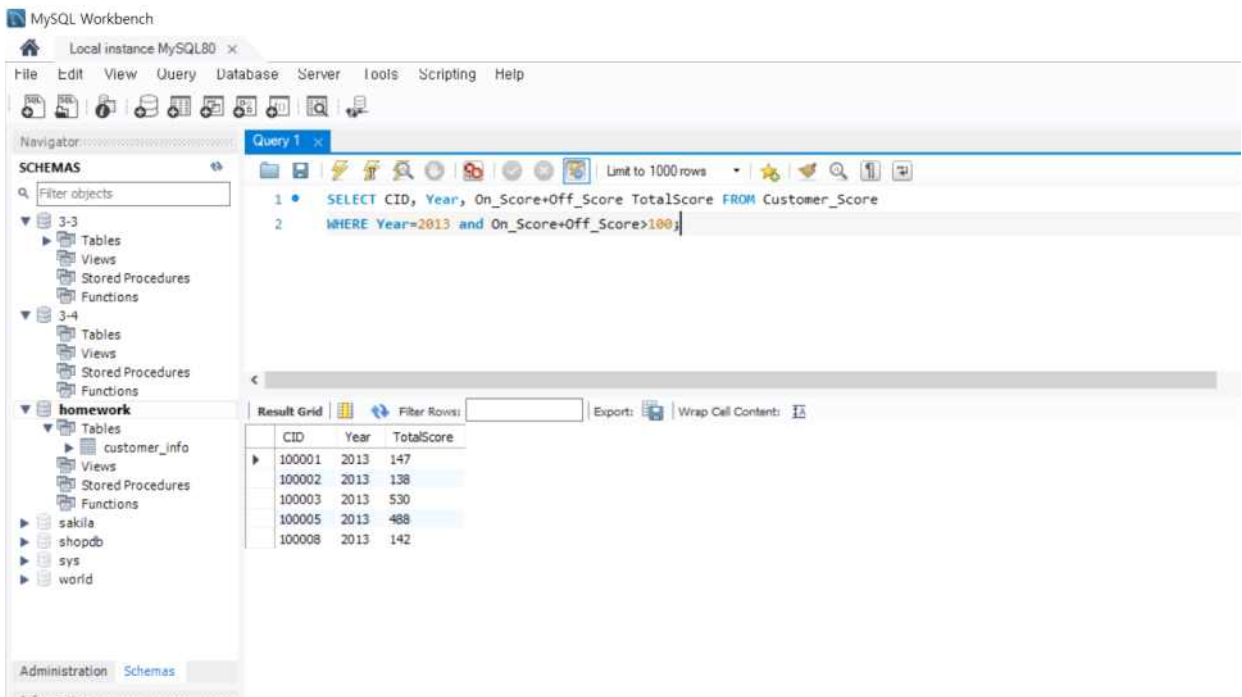 MySQL Workbench
Local instance MySQL80 ×
File Edit View Query Database Server Tools Scripting Help
Navigator
Query 1 ×
SCHEMAS
Filter objects
Limit to 1000 rows
1 SELECT CID, Year, On_Score+Off_Score TotalScore FROM Customer_Score
2 WHERE Year=2013 and On_Score+Off_Score>100;
3-3
Tables
Views
Stored Procedures
Functions
3-4
Tables
Views
Stored Procedures
Functions
homework
Tables
customer_info
Views
Stored Procedures
Functions
sakila
shopdb
sys
world
Result Grid Filter Rows: Export: Wrap Cell Content:
CID Year TotalScore
100001 2013 147
100002 2013 138
100003 2013 530
100005 2013 488
100008 2013 142
Administration Schemas